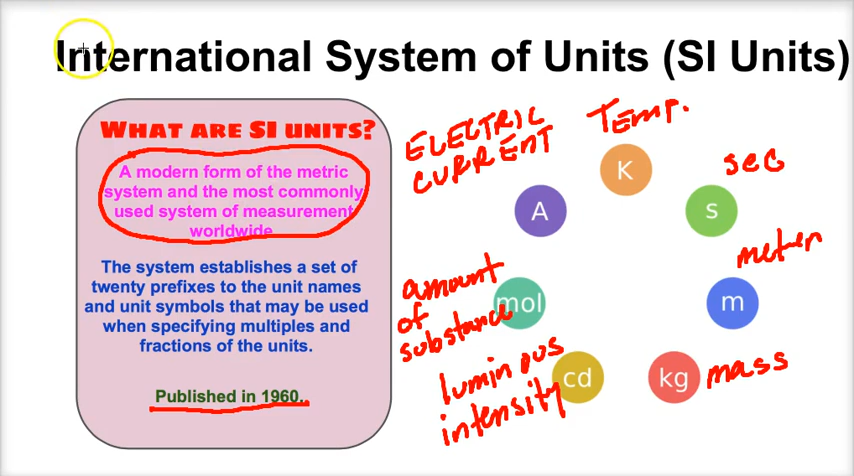 International System of Units (SI Units)
WHAT ARE SI UNITS?
A modern form of the metric
system and the most commonly
used system of measurement
worldwide
The system establishes a set of
twenty prefixes to the unit names
and unit symbols that may be used
when specifying multiples and
fractions of the units.
Published in 1960.
ELECTRIC
CURRENT
A
TEMP.
K
sec
s
meter
m
mass
kg
luminous
intensity
cd
amount
of
substance
mol